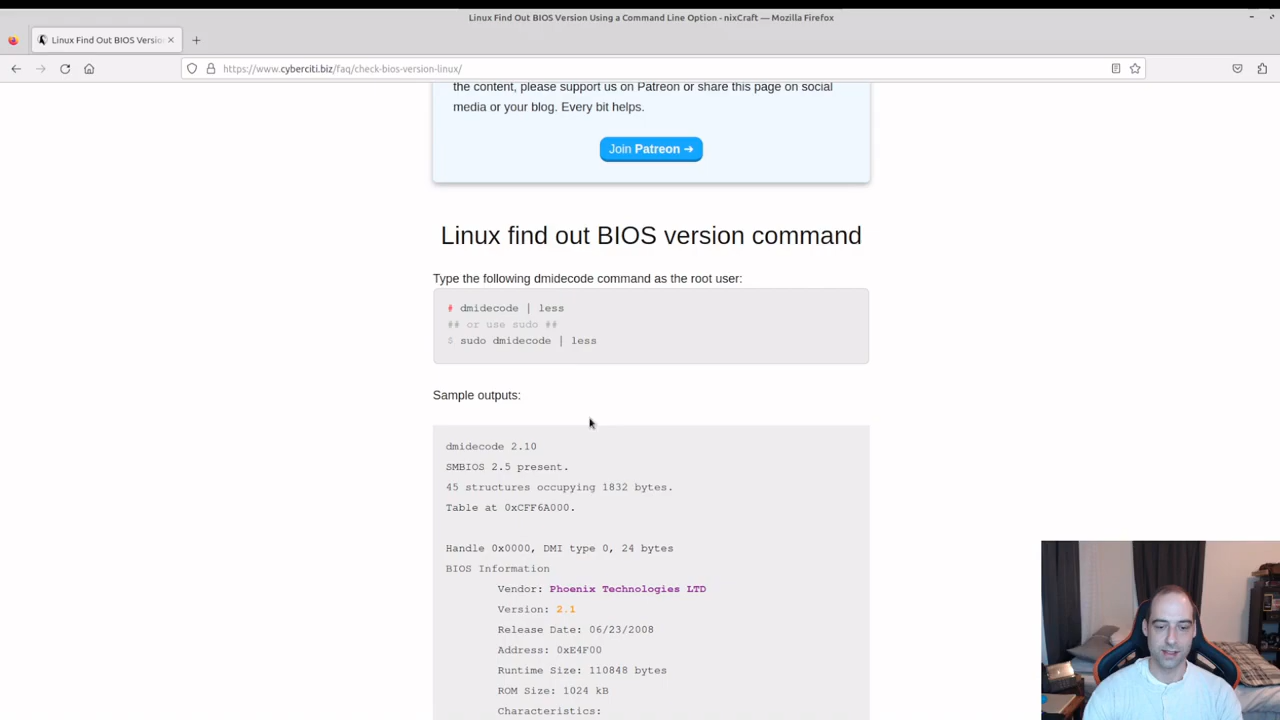 Linux Find Out BIOS Version Using a Command Line Option - nixCraft — Mozilla Firefox
Linux Find Out BIOS Versio
https://www.cyberciti.biz/faq/check-bios-version-linux/
the content, please support us on Patreon or share this page on social
media or your blog. Every bit helps.
Join Patreon ➔
Linux find out BIOS version command
Type the following dmidecode command as the root user:
# dmidecode | less
## or use sudo ##
$ sudo dmidecode | less
Sample outputs:
dmidecode 2.10
SMBIOS 2.5 present.
45 structures occupying 1832 bytes.
Table at 0xCFF6A000.
Handle 0x0000, DMI type 0, 24 bytes
BIOS Information
Vendor: Phoenix Technologies LTD
Version: 2.1
Release Date: 06/23/2008
Address: 0xE4F00
Runtime Size: 110848 bytes
ROM Size: 1024 kB
Characteristics: